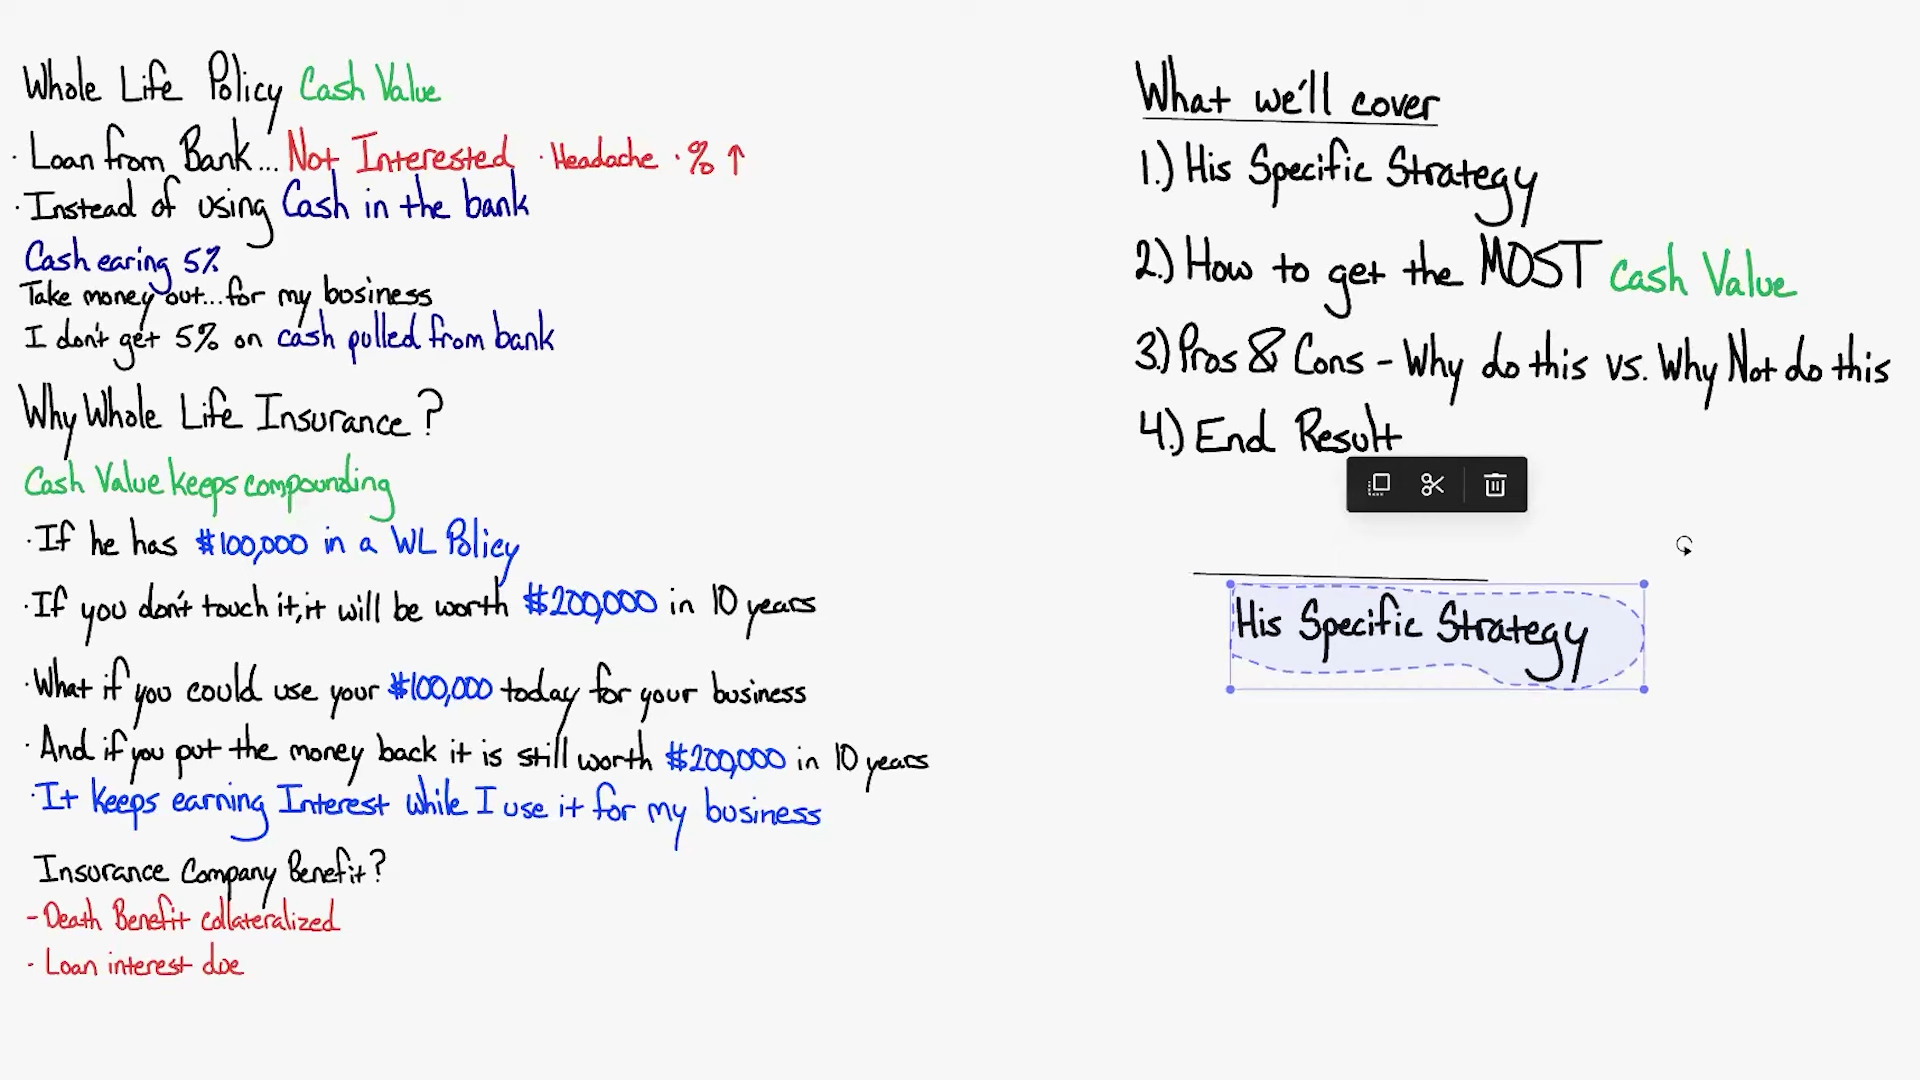 Whole Life Policy Cash Value
· Loan from Bank... Not Interested · Headache · % ↑
· Instead of using Cash in the bank
Cash earing 5%
Take money out...for my business
I don't get 5% on cash pulled from bank
Why Whole Life Insurance?
Cash Value keeps compounding
· If he has $100,000 in a WL Policy
· If you don't touch it, it will be worth $200,000 in 10 years
· What if you could use your $100,000 today for your business
· And if you put the money back it is still worth $200,000 in 10 years
· It keeps earning Interest while I use it for my business
Insurance Company Benefit?
- Death Benefit collateralized
- Loan interest due
What we'll cover
1.) His Specific Strategy
2.) How to get the MOST cash Value
3.) Pros & Cons - Why do this vs. Why Not do this
4.) End Result
His Specific Strategy